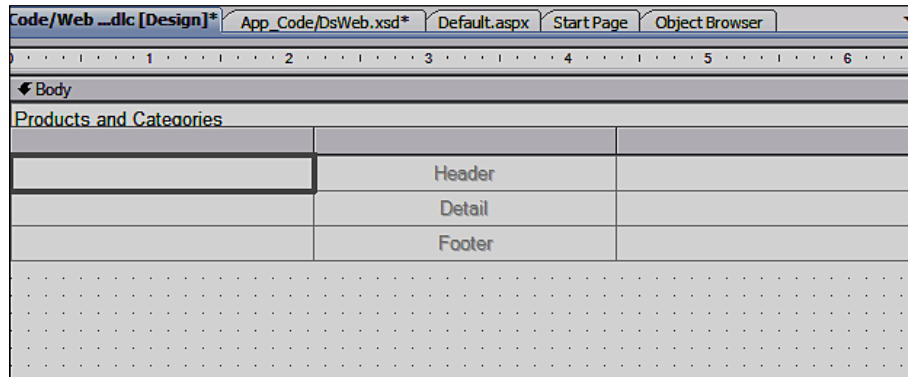 Code/Web ...dlc [Design]* App_Code/DsWeb.xsd* Default.aspx Start Page Object Browser
1 2 3 4 5 6
Body
Products and Categories
Header
Detail
Footer